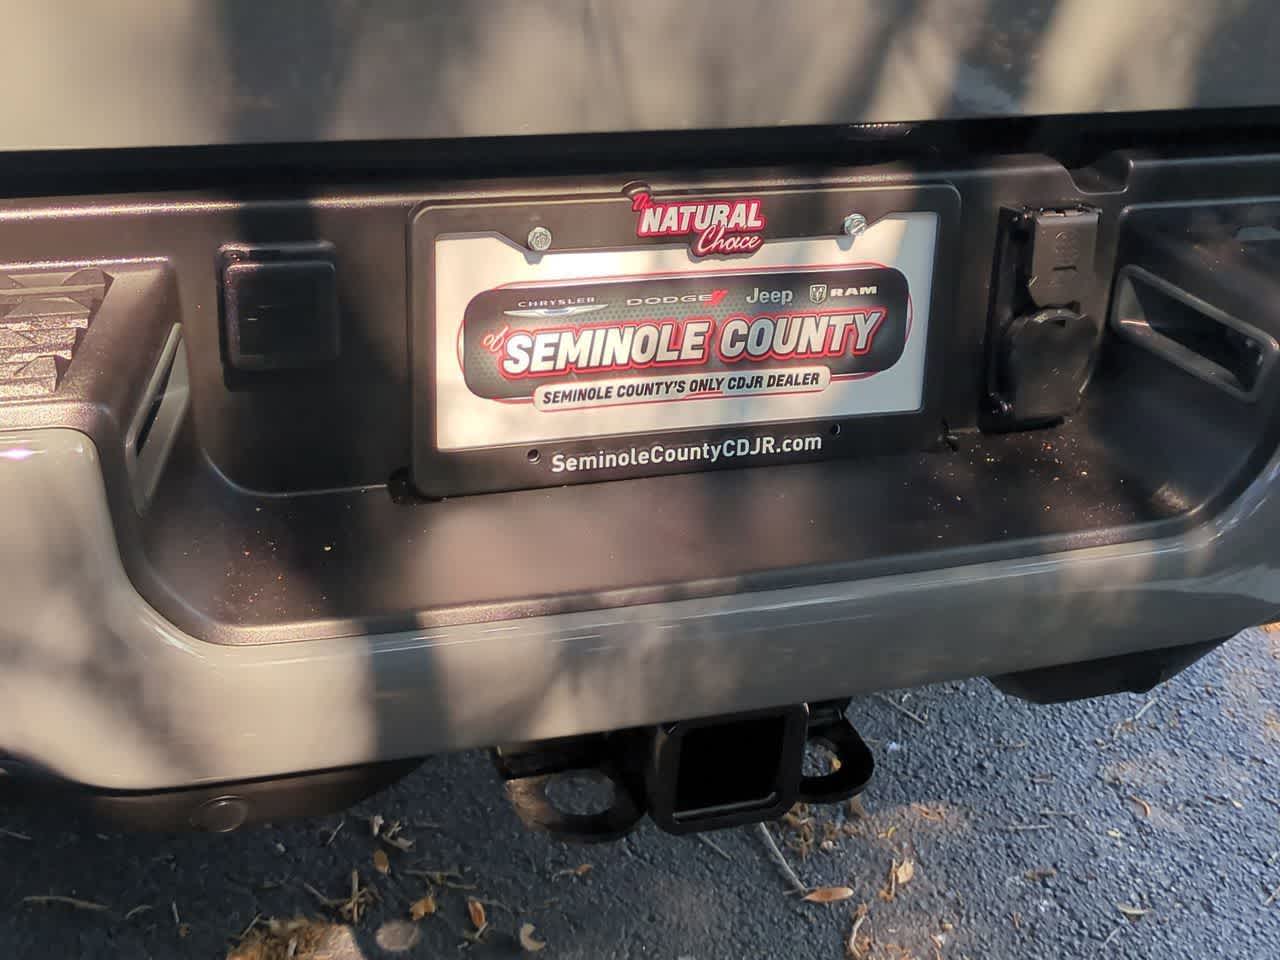 The
NATURAL
Choice
CHRYSLER DODGE Jeep RAM
of SEMINOLE COUNTY
SEMINOLE COUNTY'S ONLY CDJR DEALER
SeminoleCountyCDJR.com